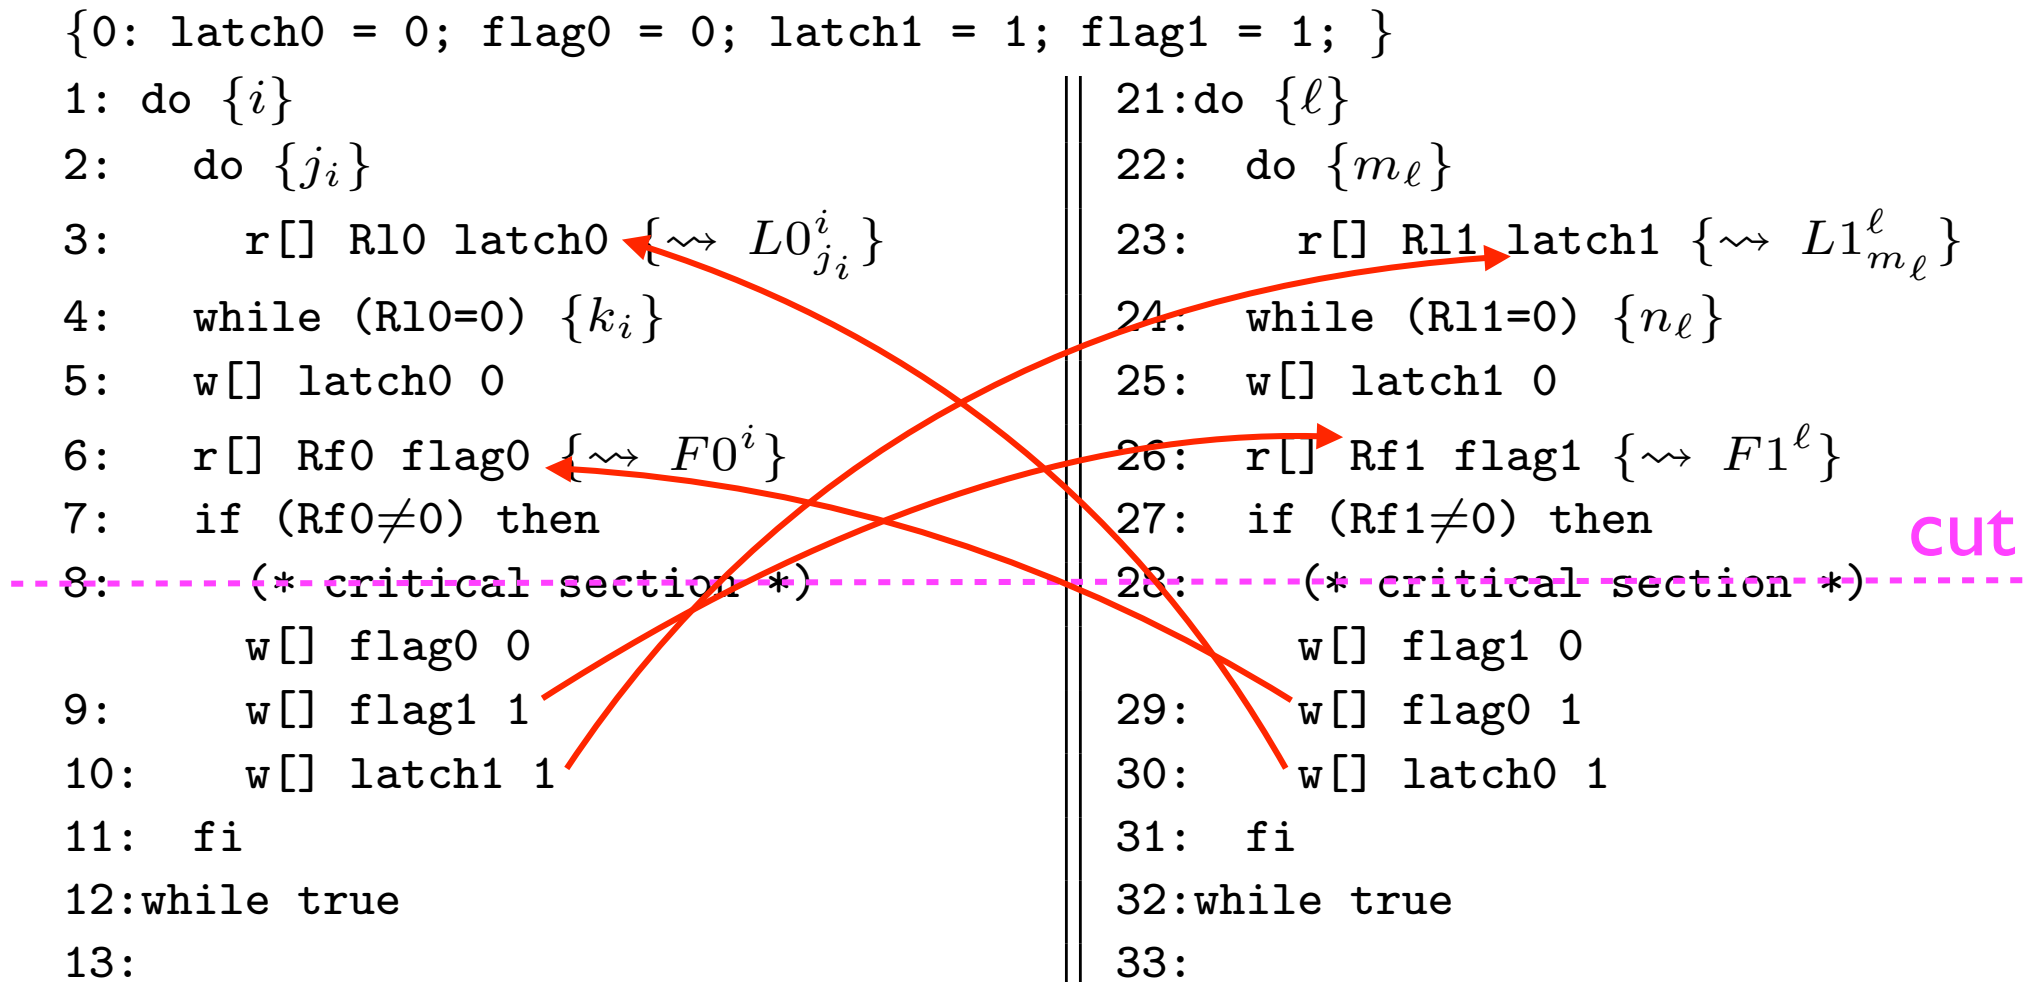 {0: latch0 = 0; flag0 = 0; latch1 = 1; flag1 = 1; }
1: do {i}
2: do {j_i}
3: r[] Rl0 latch0 {⇝ L0^i_{j_i}}
4: while (Rl0=0) {k_i}
5: w[] latch0 0
6: r[] Rf0 flag0 {⇝ F0^i}
7: if (Rf0≠0) then
8: (* critical section *)
w[] flag0 0
9: w[] flag1 1
10: w[] latch1 1
11: fi
12:while true
13:
21:do {ℓ}
22: do {m_ℓ}
23: r[] Rl1 latch1 {⇝ L1^ℓ_{m_ℓ}}
24: while (Rl1=0) {n_ℓ}
25: w[] latch1 0
26: r[] Rf1 flag1 {⇝ F1^ℓ}
27: if (Rf1≠0) then
28: (* critical section *)
w[] flag1 0
29: w[] flag0 1
30: w[] latch0 1
31: fi
32:while true
33:
cut